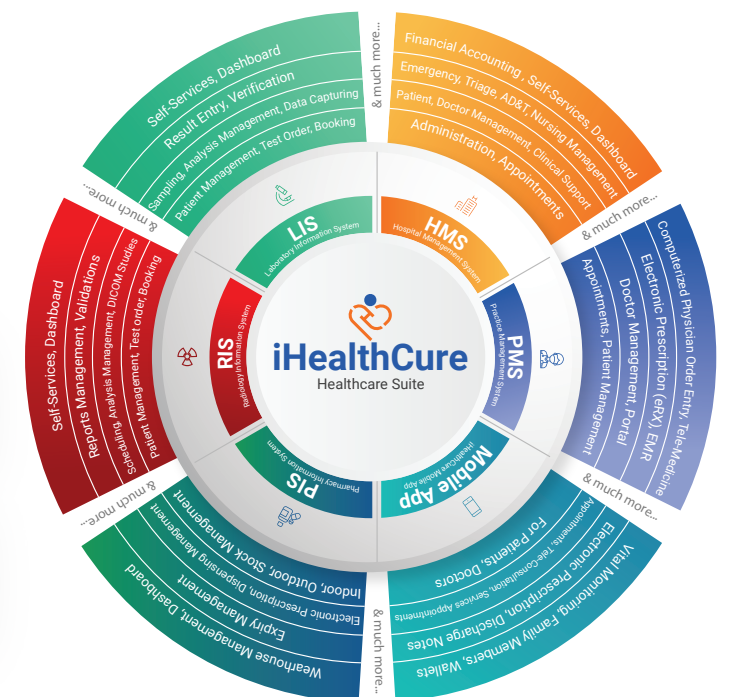 iHealthCure
Healthcare Suite
HMS
Hospital Management System
Financial Accounting , Self-Services, Dashboard
Emergency, Triage, AD&T, Nursing Management
Patient, Doctor Management, Clinical Support
Administration, Appointments
& much more...
PMS
Practice Management System
Computerized Physician Order Entry, Tele-Medicine
Electronic Prescription (eRX), EMR
Doctor Management, Portal
Appointments, Patient Management
& much more...
Mobile App
iHealthCure Mobile App
For Patients, Doctors
Appointments, Tele-Consultation, Services Appointments
Electronic Prescription, Discharge Notes
Vital Monitoring, Family Members, Wallets
& much more...
PIS
Pharmacy Information System
Indoor, Outdoor, Stock Management
Electronic Prescription, Dispensing Management
Expiry Management
Wearhouse Management, Dashboard
& much more...
RIS
Radiology Information System
Self-Services, Dashboard
Reports Management, Validations
Scheduling, Analysis Management, DICOM Studies
Patient Management, Test order, Booking
& much more...
LIS
Laboratory Information System
Self-Services, Dashboard
Result Entry, Verification
Sampling, Analysis Management, Data Capturing
Patient Management, Test Order, Booking
& much more...